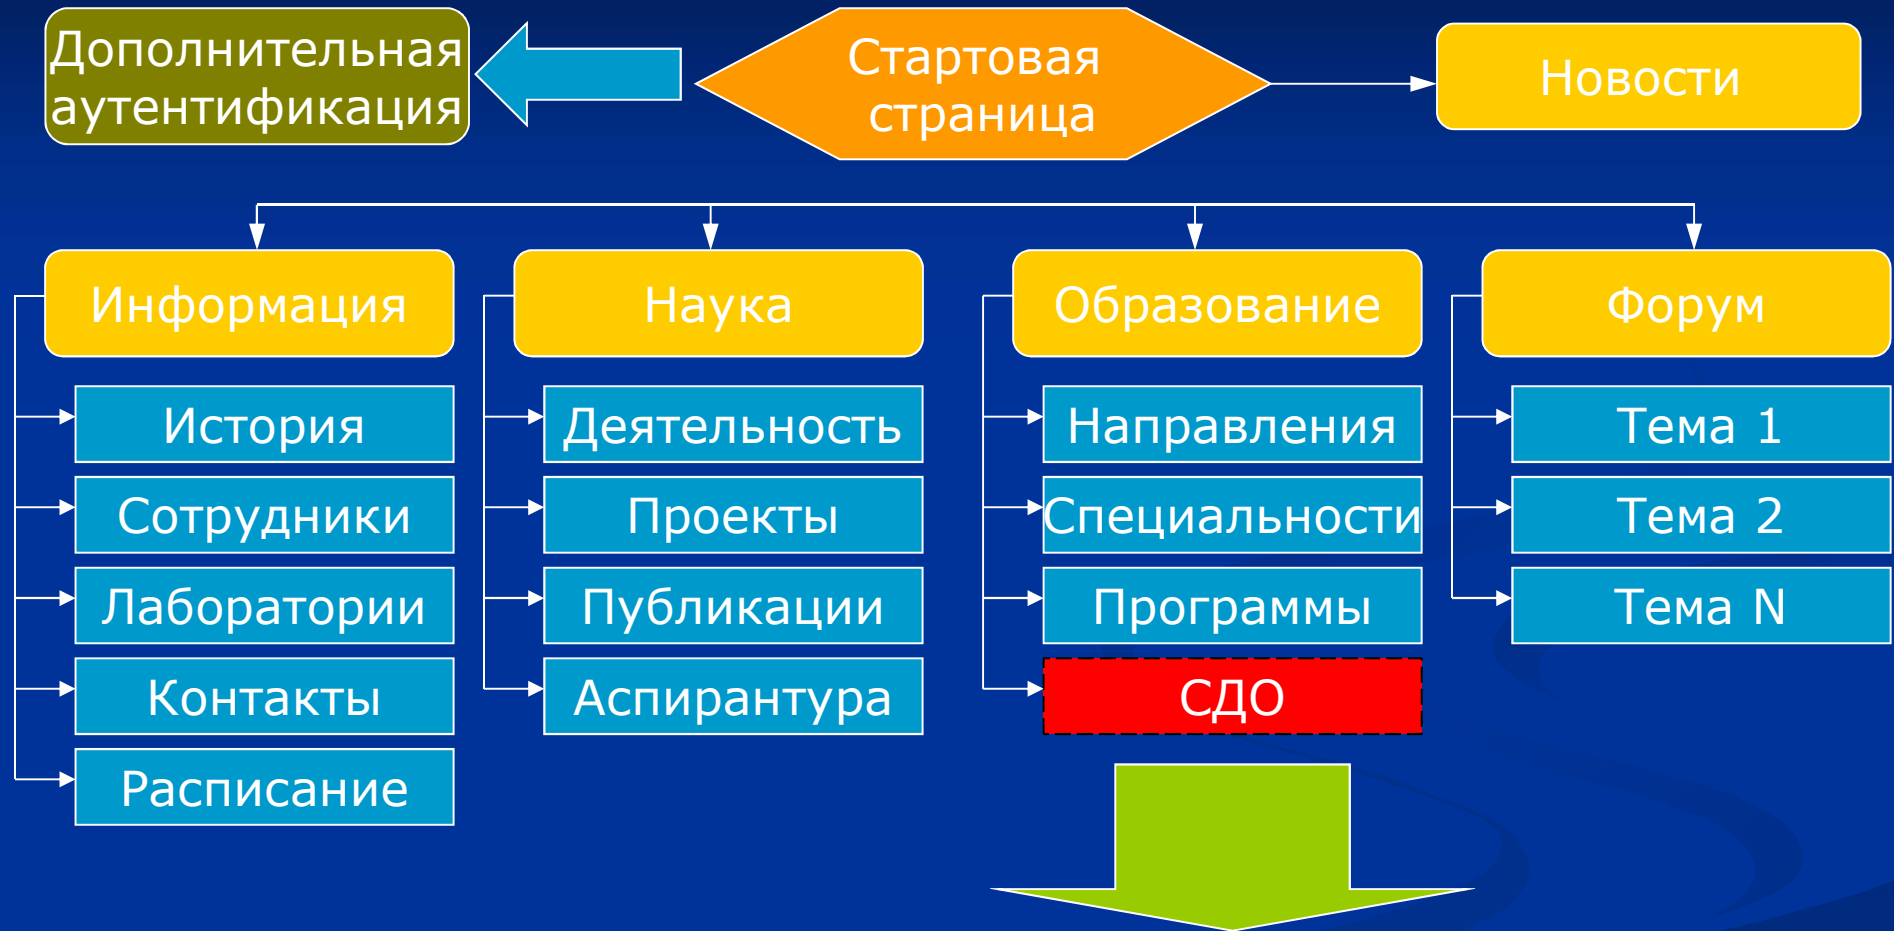 Дополнительная
аутентификация
Стартовая
страница
Новости
Информация
История
Сотрудники
Лаборатории
Контакты
Расписание
Наука
Деятельность
Проекты
Публикации
Аспирантура
Образование
Направления
Специальности
Программы
СДО
Форум
Тема 1
Тема 2
Тема N